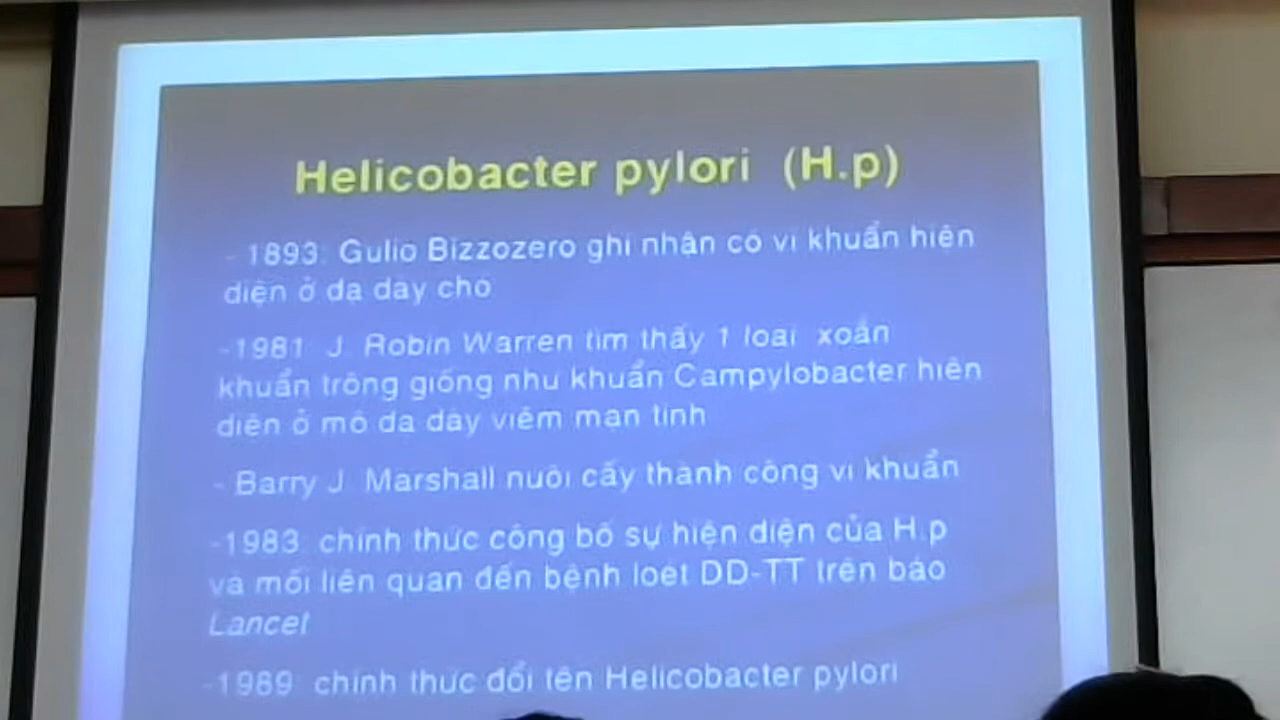 Helicobacter pylori (H.p)
- 1893: Gulio Bizzozero ghi nhận có vi khuẩn hiện
diện ở dạ dày chó
-1981: J. Robin Warren tìm thấy 1 loại xoắn
khuẩn trông giống như khuẩn Campylobacter hiện
diện ở mô dạ dày viêm mạn tính
- Barry J. Marshall nuôi cấy thành công vi khuẩn
-1983: chính thức công bố sự hiện diện của H.p
và mối liên quan đến bệnh loét DD-TT trên báo
Lancet
-1989: chính thức đổi tên Helicobacter pylori